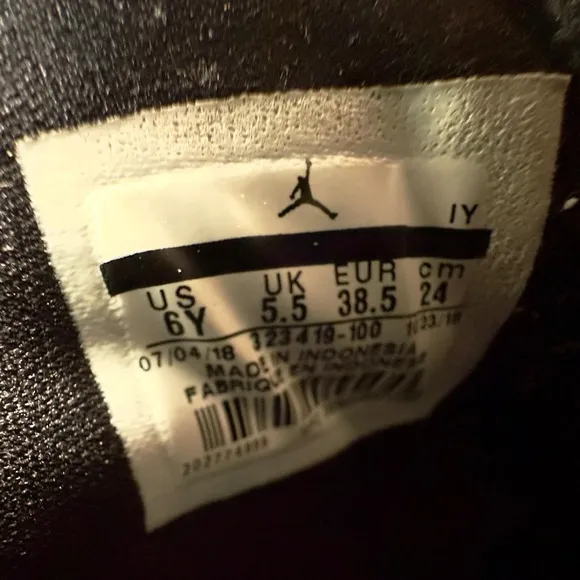 IY
US UK EUR cm
6Y 5.5 38.5 24
07/04/18 323419-100
MADE IN INDONESIA
EN INDONESIE